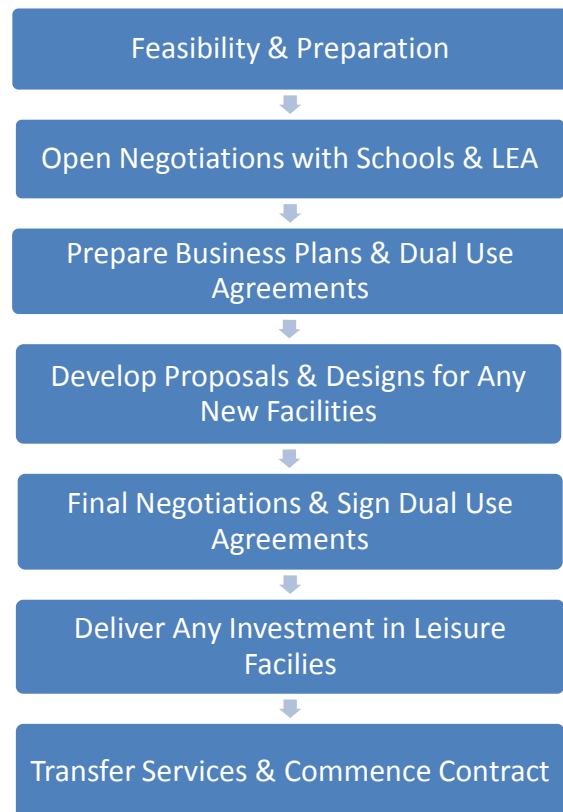 Feasibility & Preparation
Open Negotiations with Schools & LEA
Prepare Business Plans & Dual Use
Agreements
Develop Proposals & Designs for Any
New Facilities
Final Negotiations & Sign Dual Use
Agreements
Deliver Any Investment in Leisure
Facilies
Transfer Services & Commence Contract